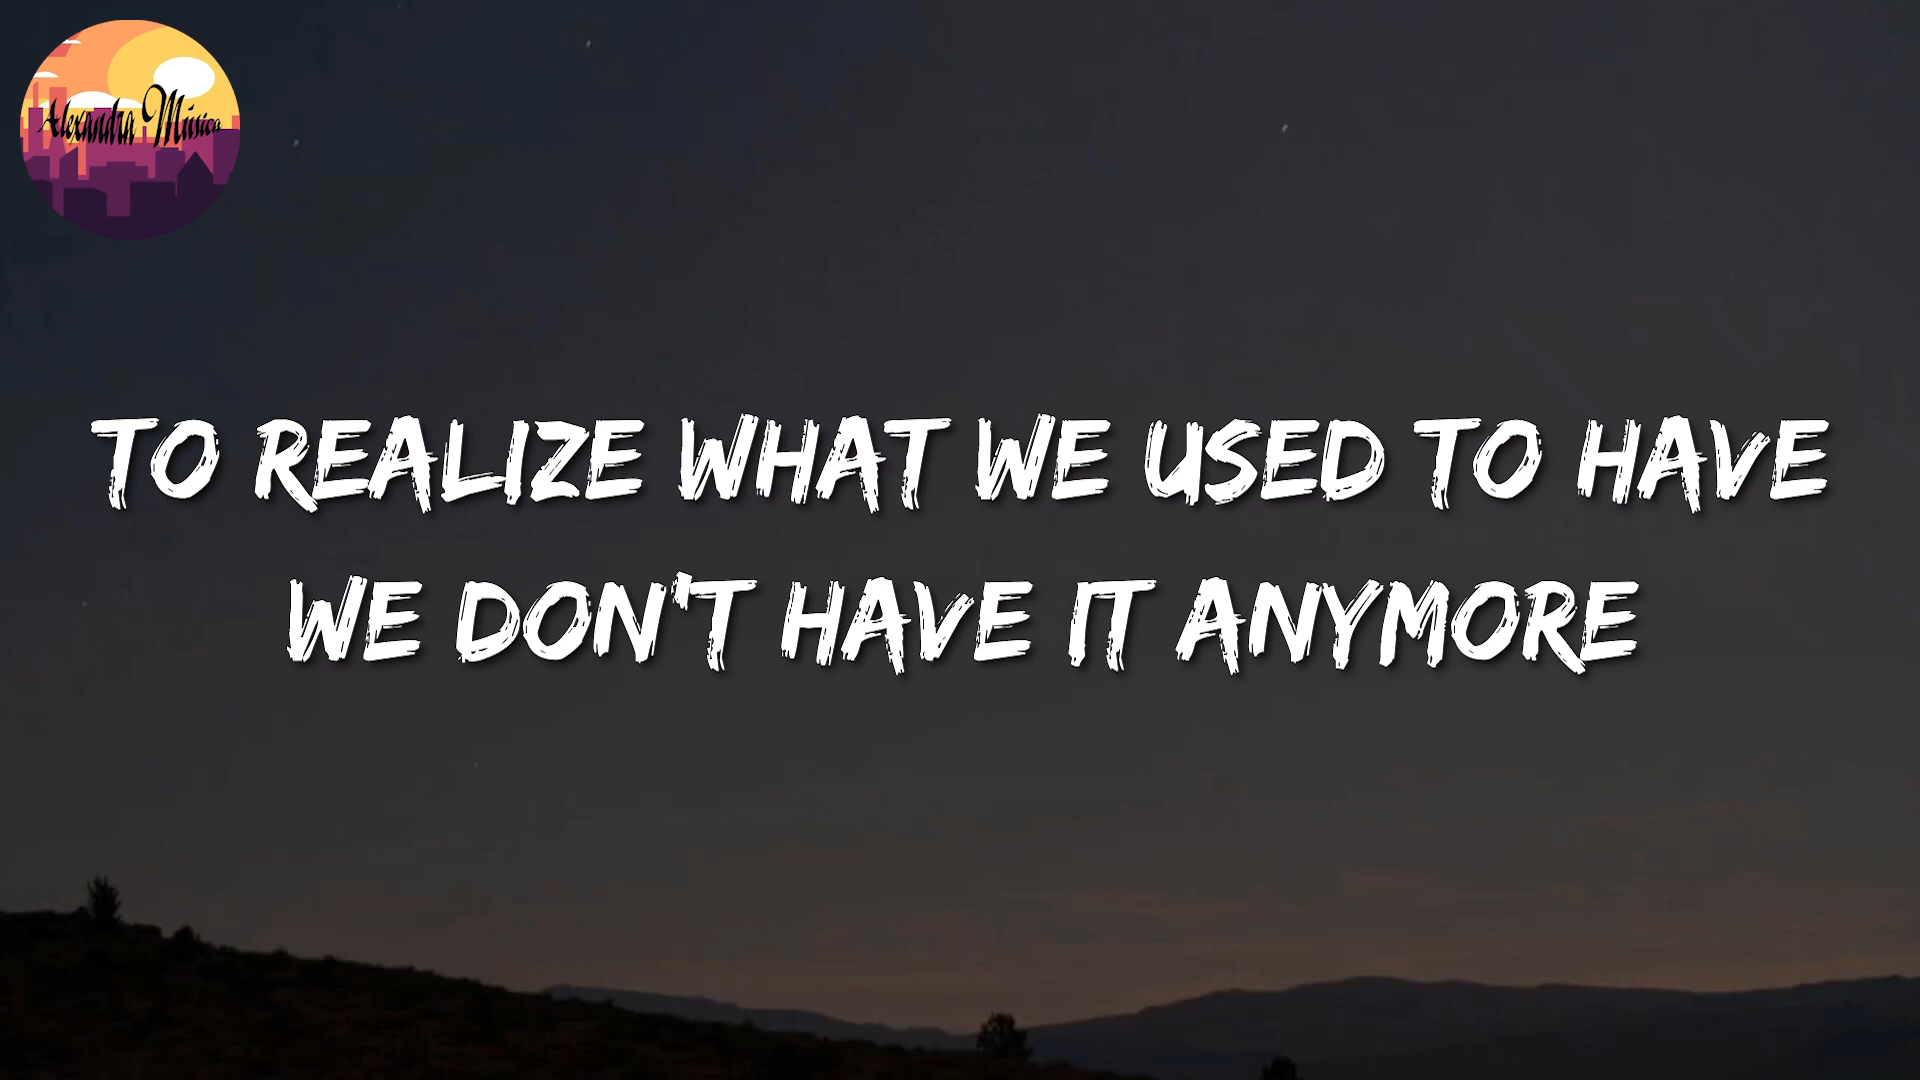 Alexandra Música
TO REALIZE WHAT WE USED TO HAVE
WE DON'T HAVE IT ANYMORE